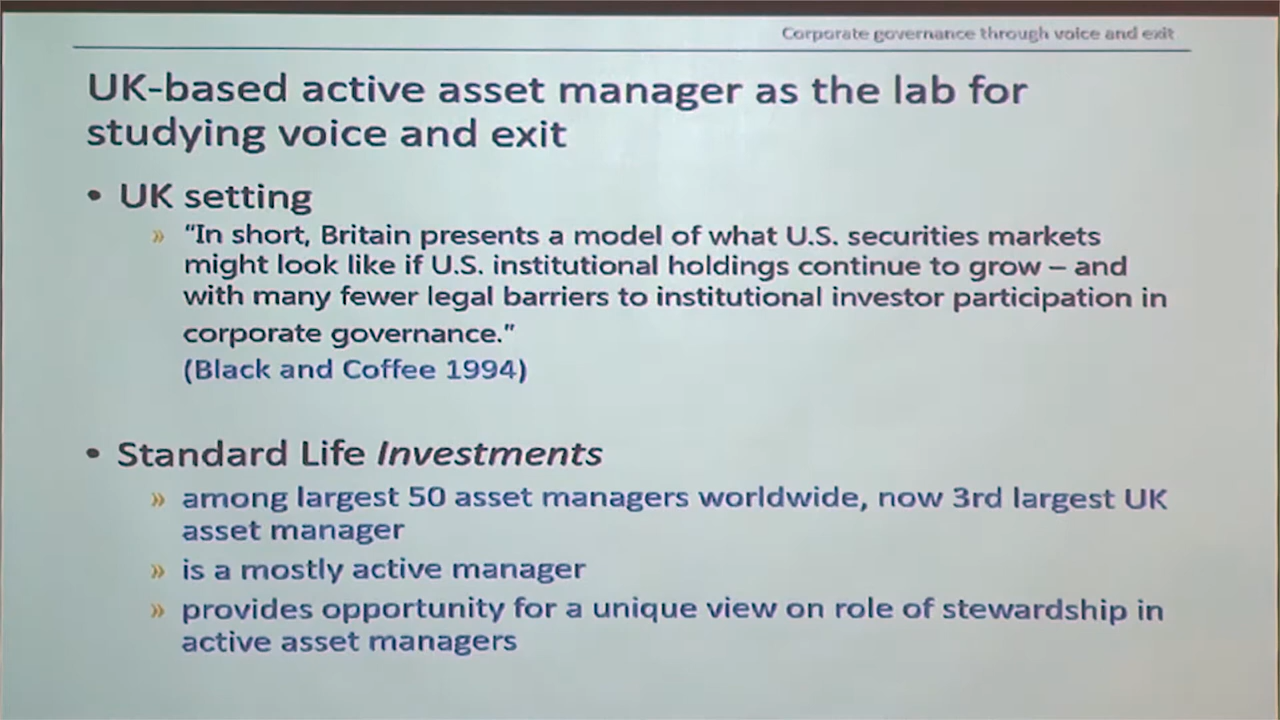 Corporate governance through voice and exit
UK-based active asset manager as the lab for
studying voice and exit
• UK setting
» “In short, Britain presents a model of what U.S. securities markets
might look like if U.S. institutional holdings continue to grow – and
with many fewer legal barriers to institutional investor participation in
corporate governance.”
(Black and Coffee 1994)
• Standard Life Investments
» among largest 50 asset managers worldwide, now 3rd largest UK
asset manager
» is a mostly active manager
» provides opportunity for a unique view on role of stewardship in
active asset managers